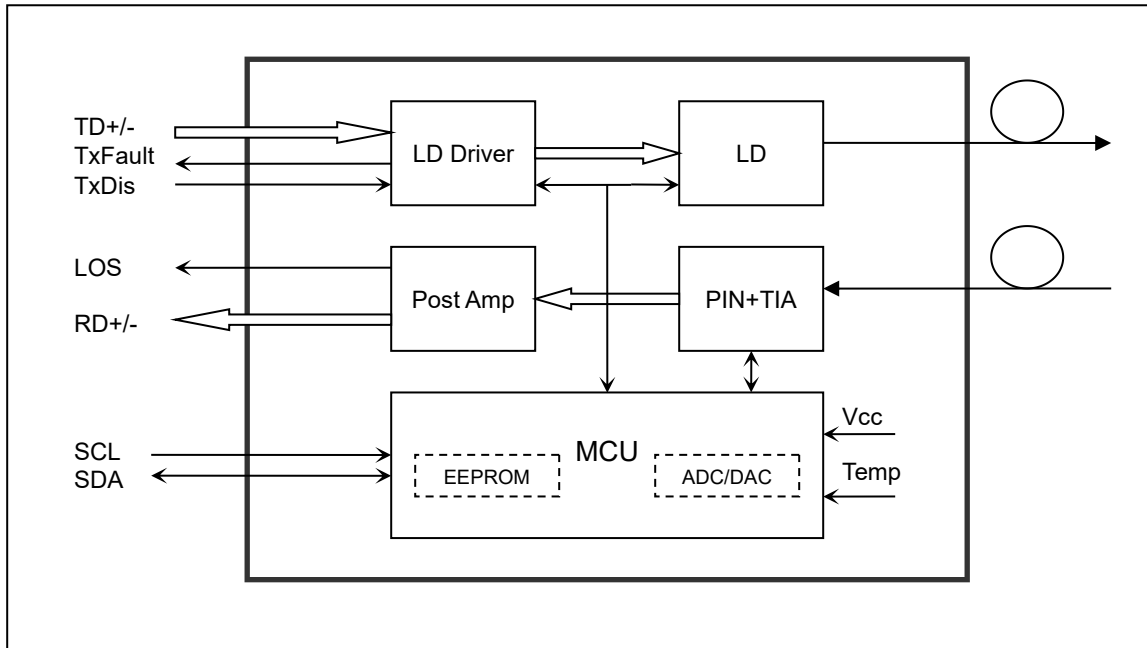 TD+/-
TxFault
TxDis
LD Driver
LD
LOS
RD+/-
Post Amp
PIN+TIA
SCL
SDA
MCU
EEPROM
ADC/DAC
Vcc
Temp